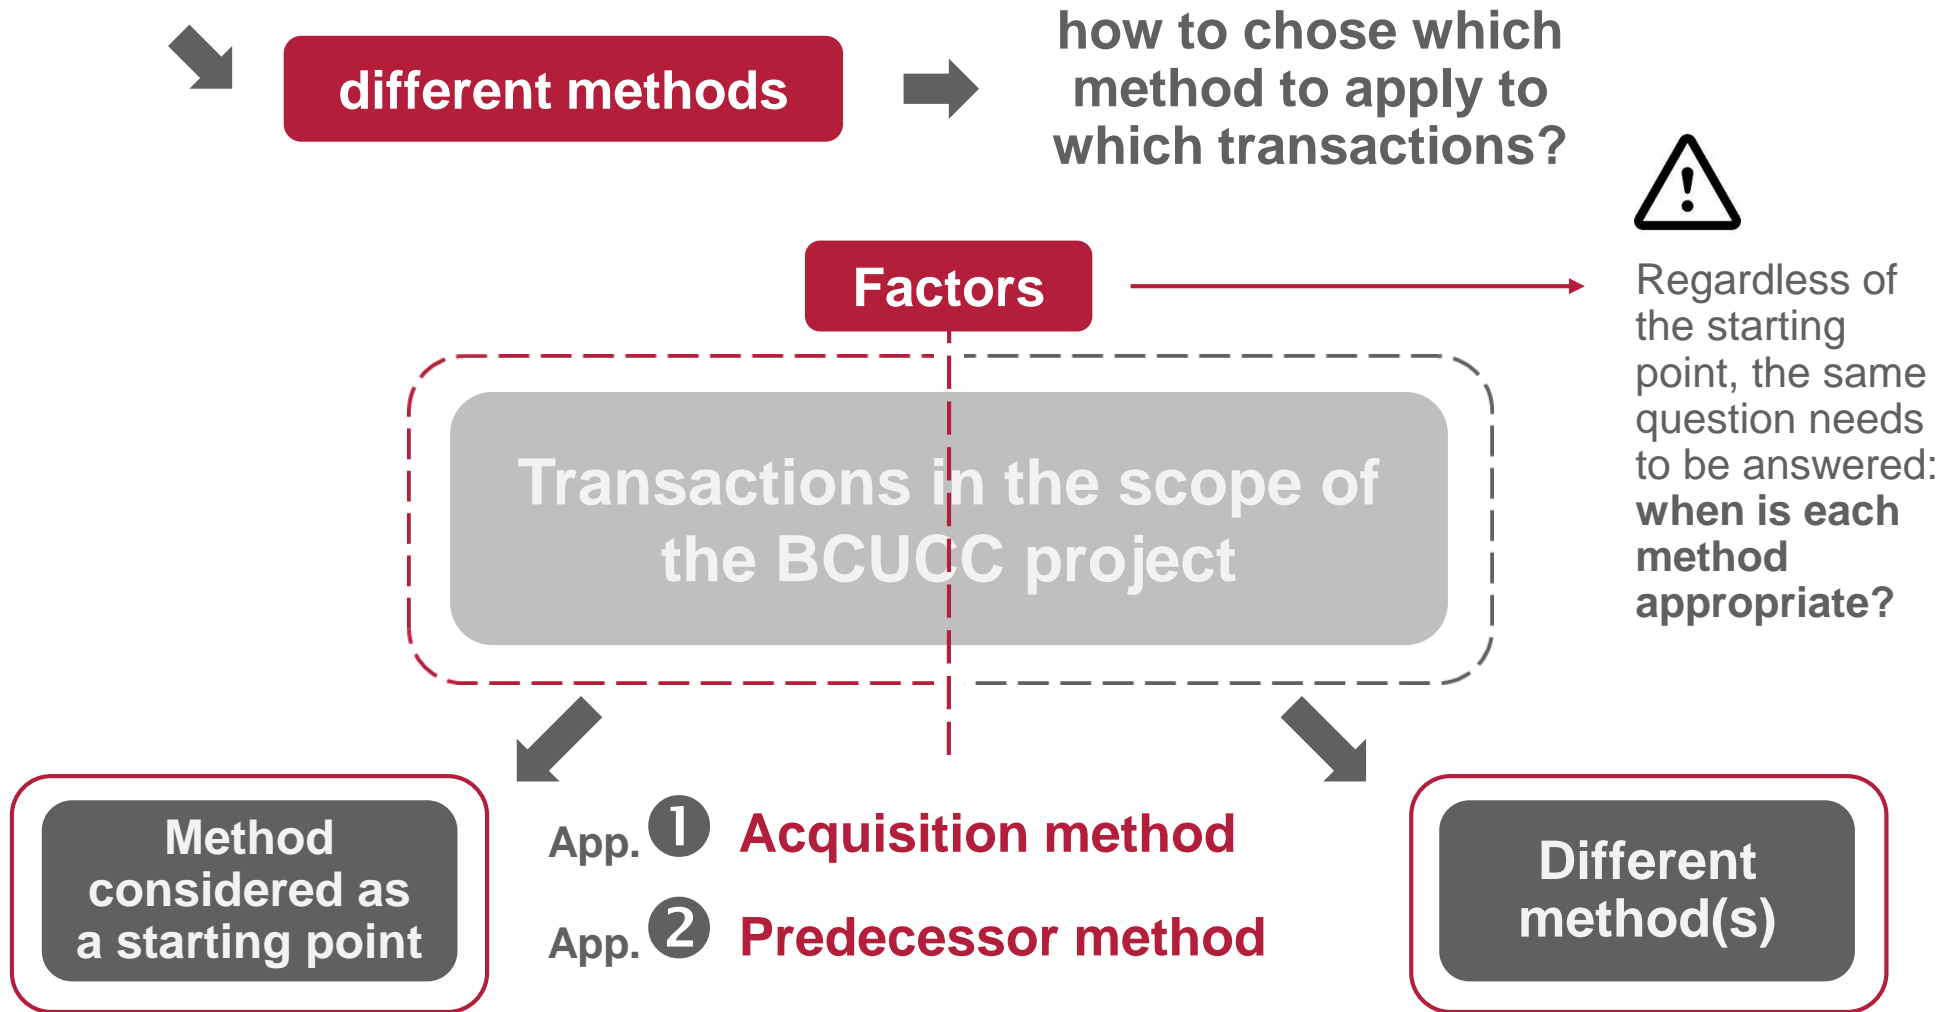 different methods
how to chose which
method to apply to
which transactions?
Factors
Regardless of
the starting
point, the same
question needs
to be answered:
when is each
method
appropriate?
Transactions in the scope of
the BCUCC project
Method
considered as
a starting point
App. ❶ Acquisition method
App. ❷ Predecessor method
Different
method(s)